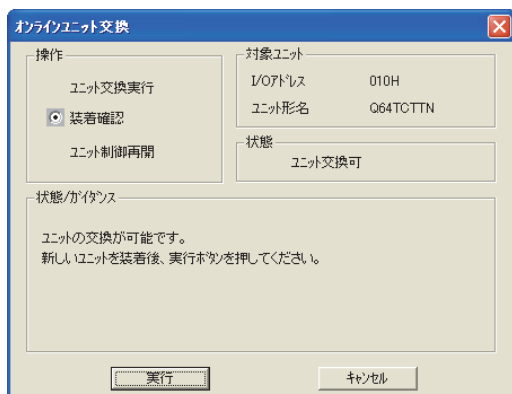 オンラインユニット交換
操作
ユニット交換実行
装着確認
ユニット制御再開
対象ユニット
I/Oアドレス 010H
ユニット形名 Q64TCTTN
状態
ユニット交換可
状態/ガイダンス
ユニットの交換が可能です。
新しいユニットを装着後、実行ボタンを押してください。
実行
キャンセル